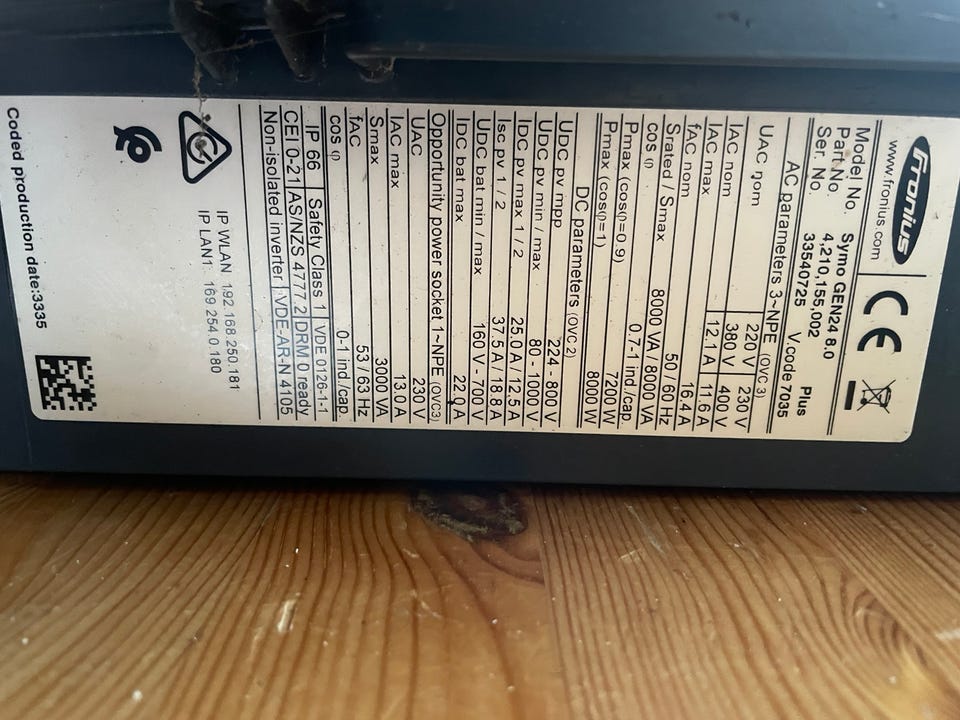 Fronius
www.fronius.com
CE
Model No. Symo GEN24 8.0 Plus
Part No. 4,210,155,002
Ser. No. 33540725 V.code 7035
AC parameters 3~NPE (OVC 3)
UAC nom 220 V 230 V
IAC nom 380 V 400 V
IAC max 12.1 A 11.6 A
fAC nom 16.4 A
Srated / Smax 50 / 60 Hz
cos φ 8000 VA / 8000 VA
Pmax (cosφ=0.9) 0.7-1 ind./cap.
Pmax (cosφ=1) 7200 W
8000 W
DC parameters (OVC 2)
UDC mpp 224 - 800 V
UDC pv min / max 80 - 1000 V
IDC pv max 1 / 2 25.0 A / 12.5 A
Isc pv 1 / 2 37.5 A / 18.8 A
UDC bat min / max 160 V - 700 V
IDC bat max 22.0 A
Opportunity power socket 1~NPE (OVC3)
UAC 230 V
IAC max 13.0 A
Smax 3000 VA
fAC 53 / 63 Hz
cos φ 0-1 ind./cap.
IP 66 Safety Class 1 VDE 0126-1-1
CEI 0-21 AS/NZS 4777.2 DRM 0 ready
Non-isolated inverter VDE-AR-N 4105
IP WLAN 192.168.250.181
IP LAN1: 169.254.0.180
Coded production date:3335